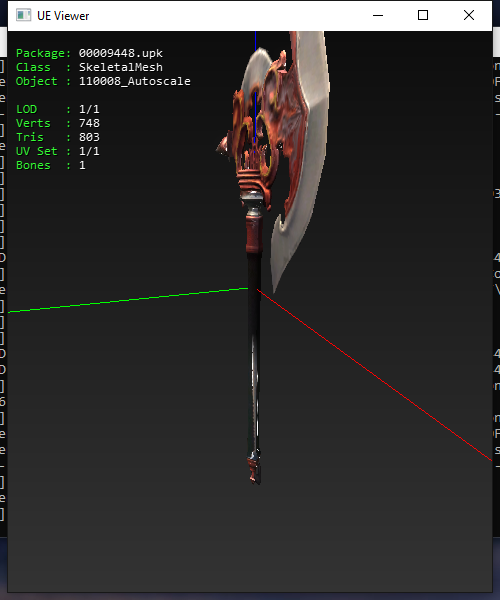 UE Viewer
Package: 00009448.upk
Class : SkeletalMesh
Object : 110008_Autoscale
LOD : 1/1
Verts : 748
Tris : 803
UV Set : 1/1
Bones : 1